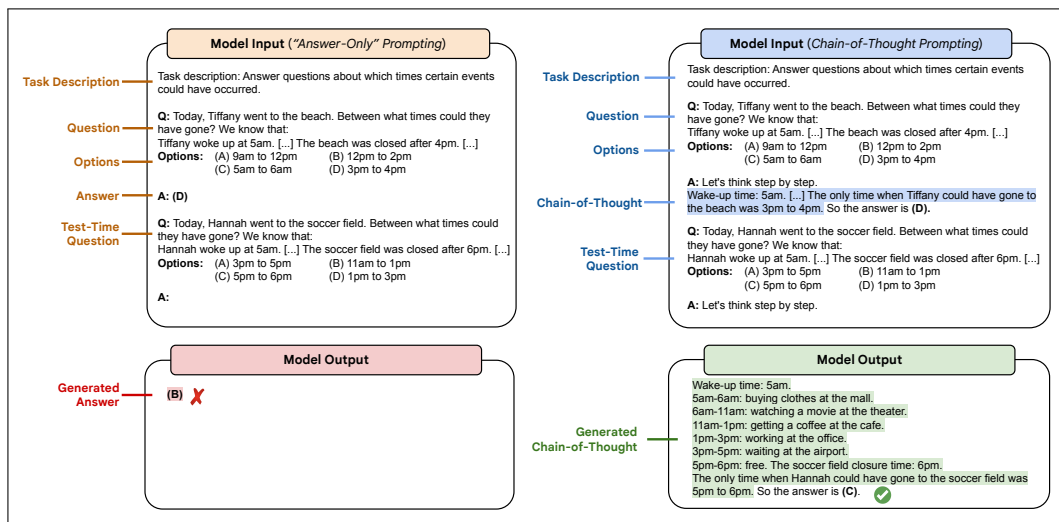 Model Input ("Answer-Only" Prompting)
Task Description
Task description: Answer questions about which times certain events
could have occurred.
Question
Q: Today, Tiffany went to the beach. Between what times could they
have gone? We know that:
Tiffany woke up at 5am. [...] The beach was closed after 4pm. [...]
Options
Options: (A) 9am to 12pm (B) 12pm to 2pm
(C) 5am to 6am (D) 3pm to 4pm
Answer
A: (D)
Test-Time
Question
Q: Today, Hannah went to the soccer field. Between what times could
they have gone? We know that:
Hannah woke up at 5am. [...] The soccer field was closed after 6pm. [...]
Options: (A) 3pm to 5pm (B) 11am to 1pm
(C) 5pm to 6pm (D) 1pm to 3pm
A:
Model Output
Generated
Answer
(B) ✗
Model Input (Chain-of-Thought Prompting)
Task Description
Task description: Answer questions about which times certain events
could have occurred.
Question
Q: Today, Tiffany went to the beach. Between what times could they
have gone? We know that:
Tiffany woke up at 5am. [...] The beach was closed after 4pm. [...]
Options
Options: (A) 9am to 12pm (B) 12pm to 2pm
(C) 5am to 6am (D) 3pm to 4pm
A: Let's think step by step.
Chain-of-Thought
Wake-up time: 5am. [...] The only time when Tiffany could have gone to
the beach was 3pm to 4pm. So the answer is (D).
Test-Time
Question
Q: Today, Hannah went to the soccer field. Between what times could
they have gone? We know that:
Hannah woke up at 5am. [...] The soccer field was closed after 6pm. [...]
Options: (A) 3pm to 5pm (B) 11am to 1pm
(C) 5pm to 6pm (D) 1pm to 3pm
A: Let's think step by step.
Model Output
Generated
Chain-of-Thought
Wake-up time: 5am.
5am-6am: buying clothes at the mall.
6am-11am: watching a movie at the theater.
11am-1pm: getting a coffee at the cafe.
1pm-3pm: working at the office.
3pm-5pm: waiting at the airport.
5pm-6pm: free. The soccer field closure time: 6pm.
The only time when Hannah could have gone to the soccer field was
5pm to 6pm. So the answer is (C). ✓